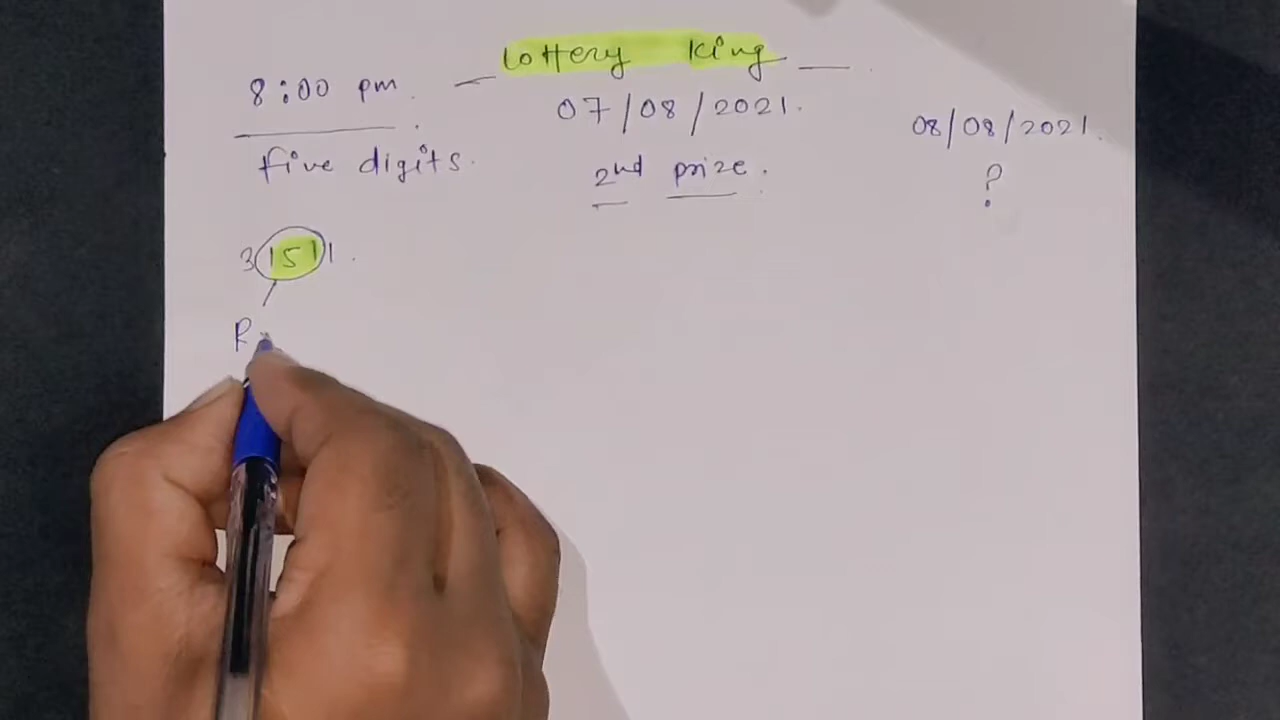 Lottery King
8:00 pm.
07/08/2021.
08/08/2021.
five digits.
2nd prize.
?
31511.
R